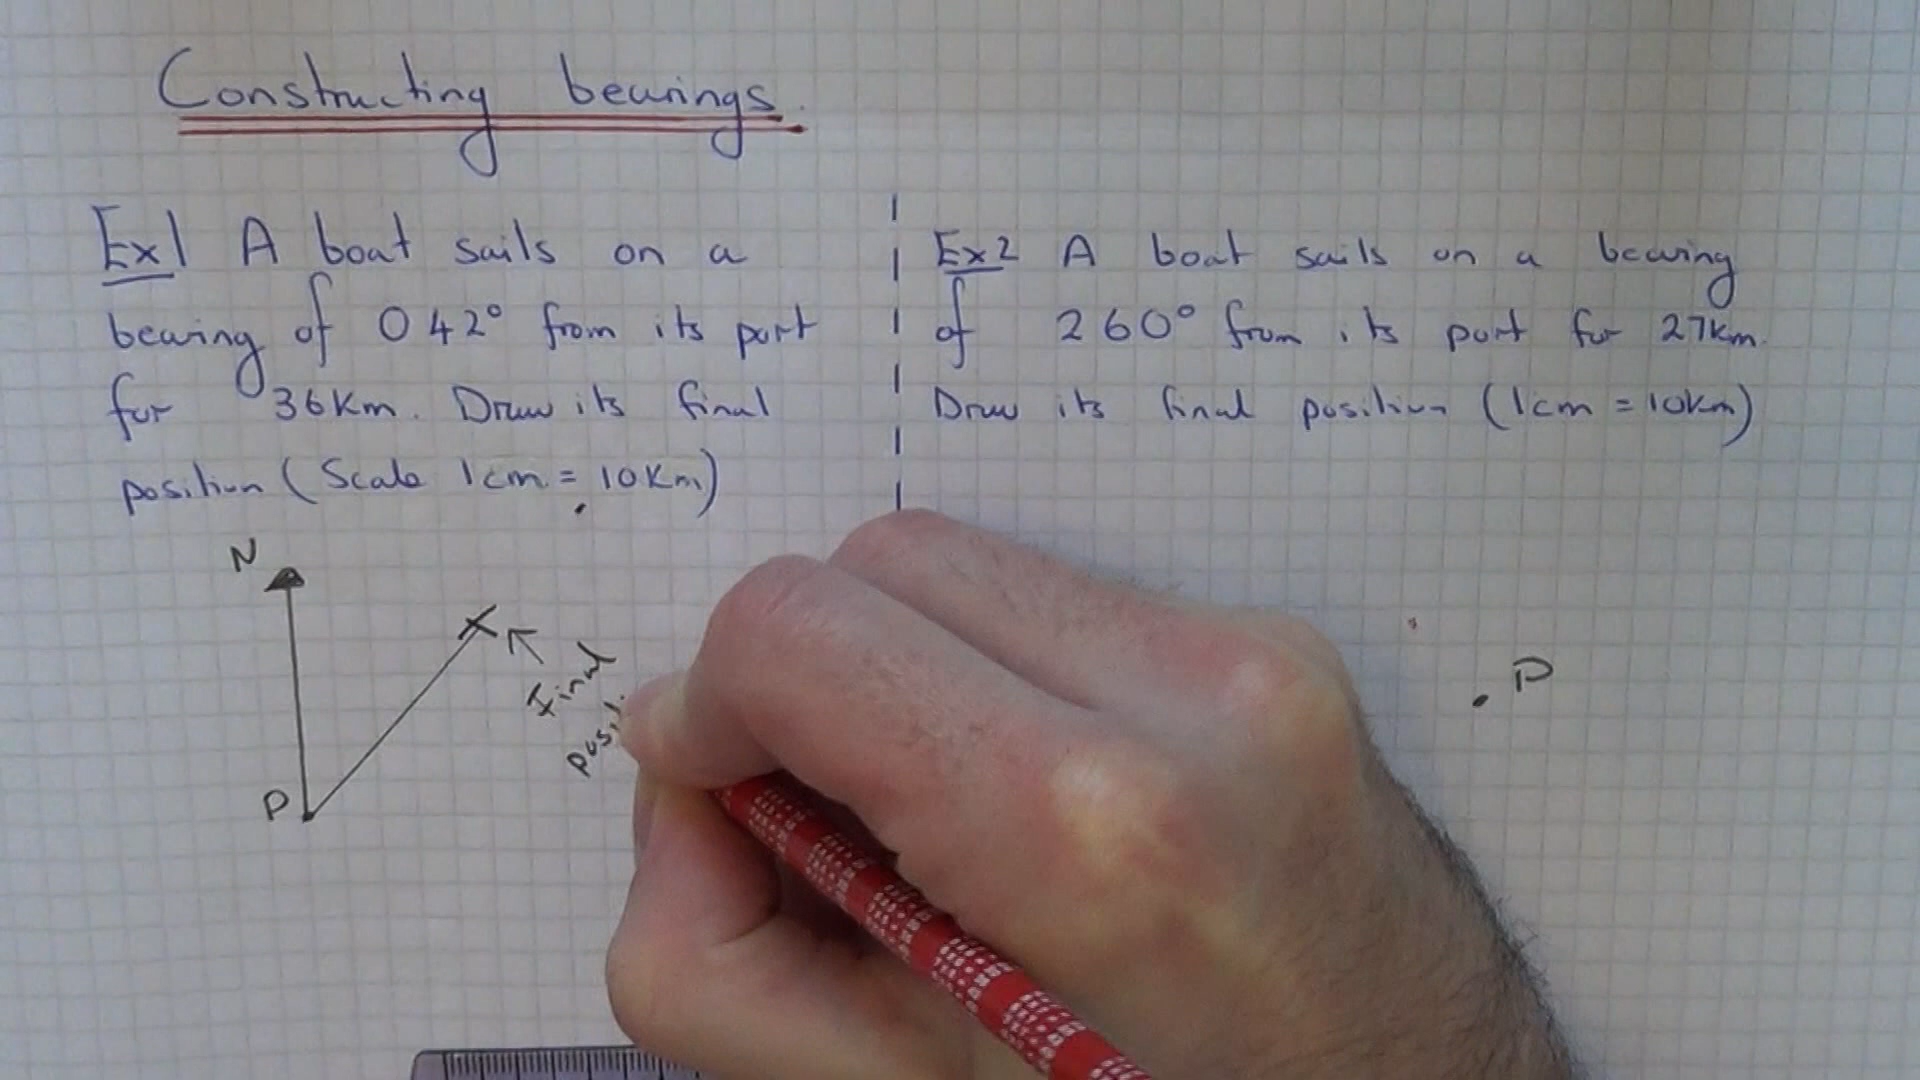 Constructing bearings.
Ex1 A boat sails on a
bearing of 042° from its port
for 36km. Draw its final
position (Scale 1cm = 10km)
Ex2 A boat sails on a bearing
of 260° from its port for 27km.
Draw its final position (1cm = 10km)
N
P
Final
P